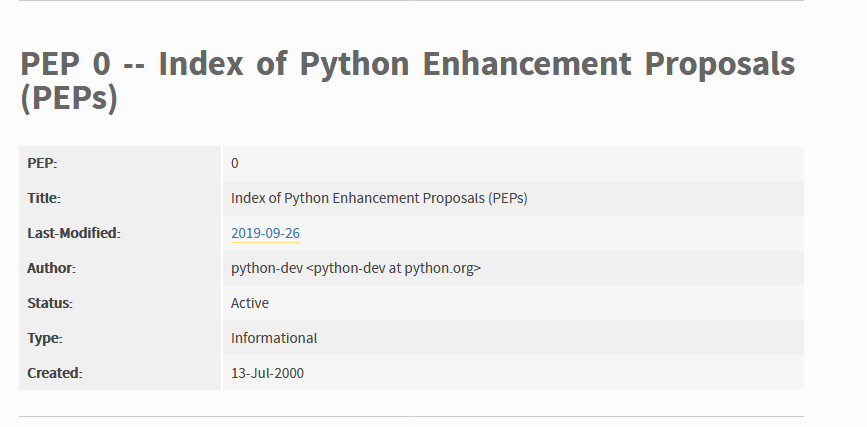 PEP 0 -- Index of Python Enhancement Proposals
(PEPs)
PEP: 0
Title: Index of Python Enhancement Proposals (PEPs)
Last-Modified: 2019-09-26
Author: python-dev <python-dev at python.org>
Status: Active
Type: Informational
Created: 13-Jul-2000